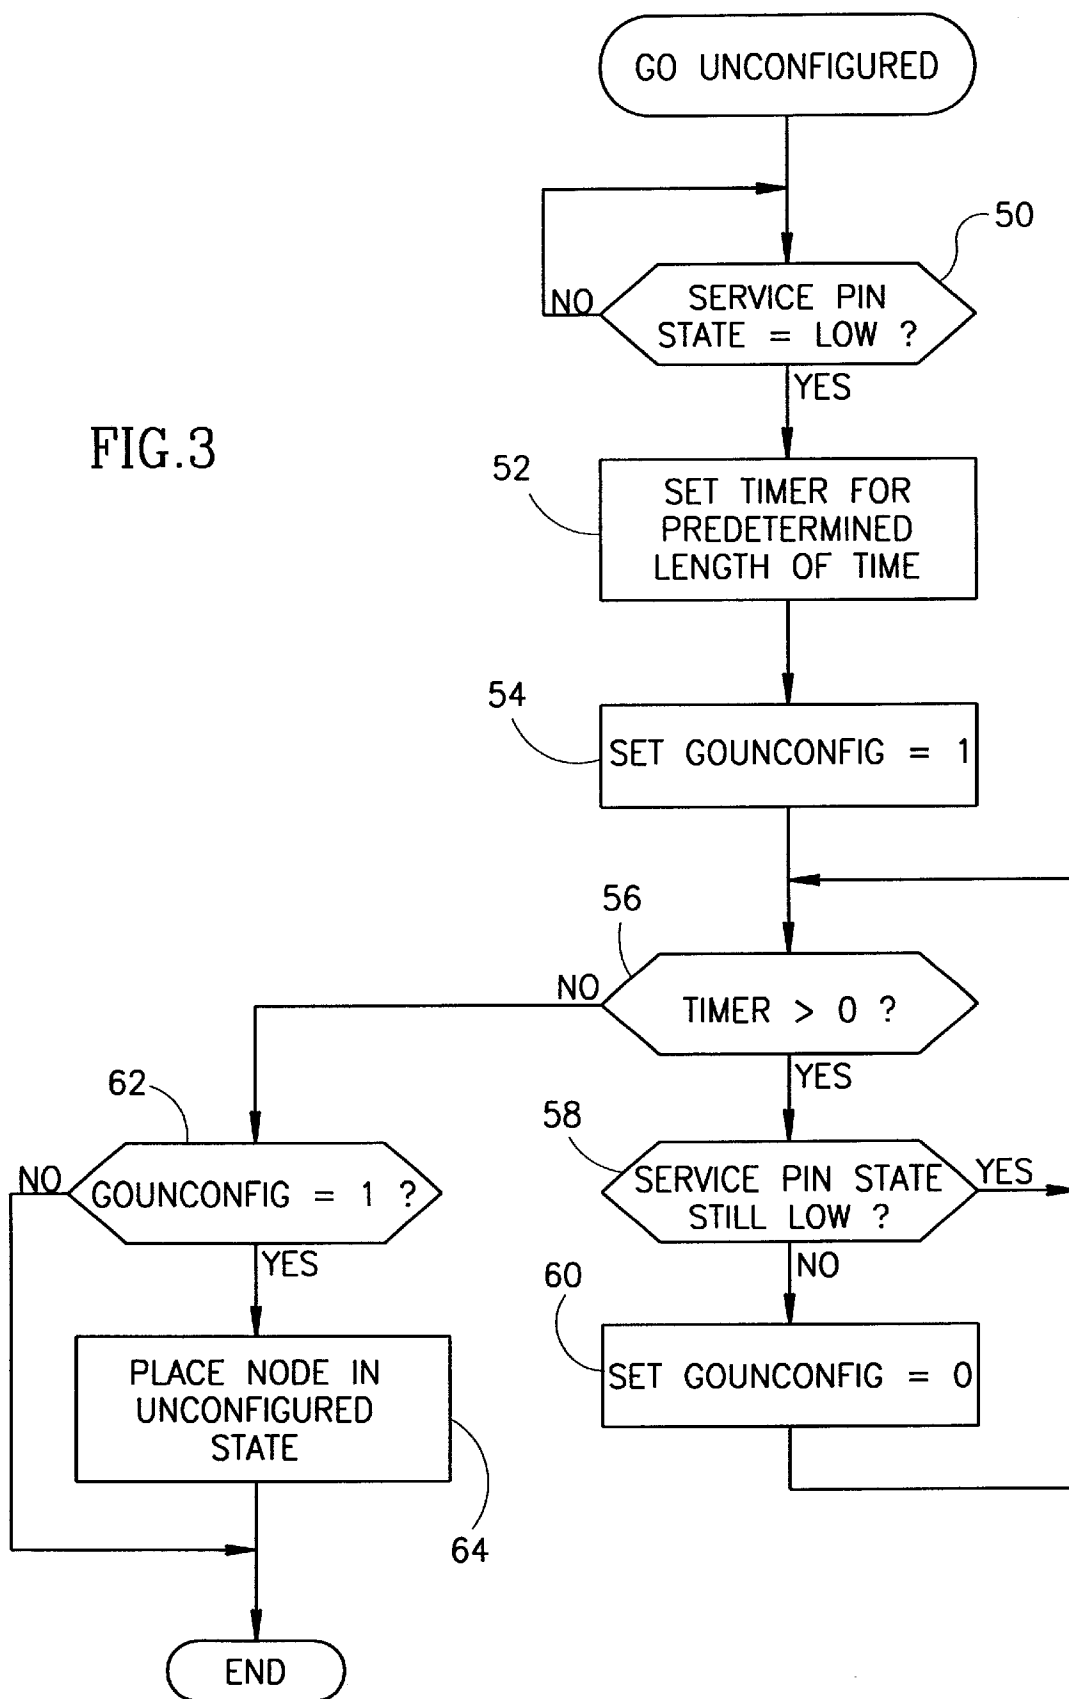 GO UNCONFIGURED
50
NO
SERVICE PIN
STATE = LOW ?
YES
FIG.3
52
SET TIMER FOR
PREDETERMINED
LENGTH OF TIME
54
SET GOUNCONFIG = 1
56
NO
TIMER > 0 ?
YES
62
58
NO
GOUNCONFIG = 1 ?
SERVICE PIN STATE
STILL LOW ?
YES
YES
NO
60
PLACE NODE IN
UNCONFIGURED
STATE
SET GOUNCONFIG = 0
64
END